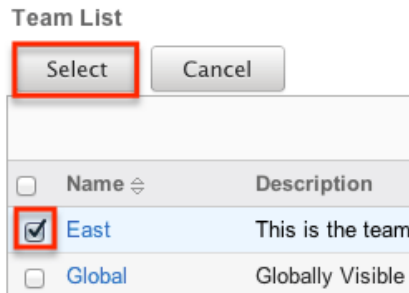 Team List
Select Cancel
Name Description
East This is the team
Global Globally Visible